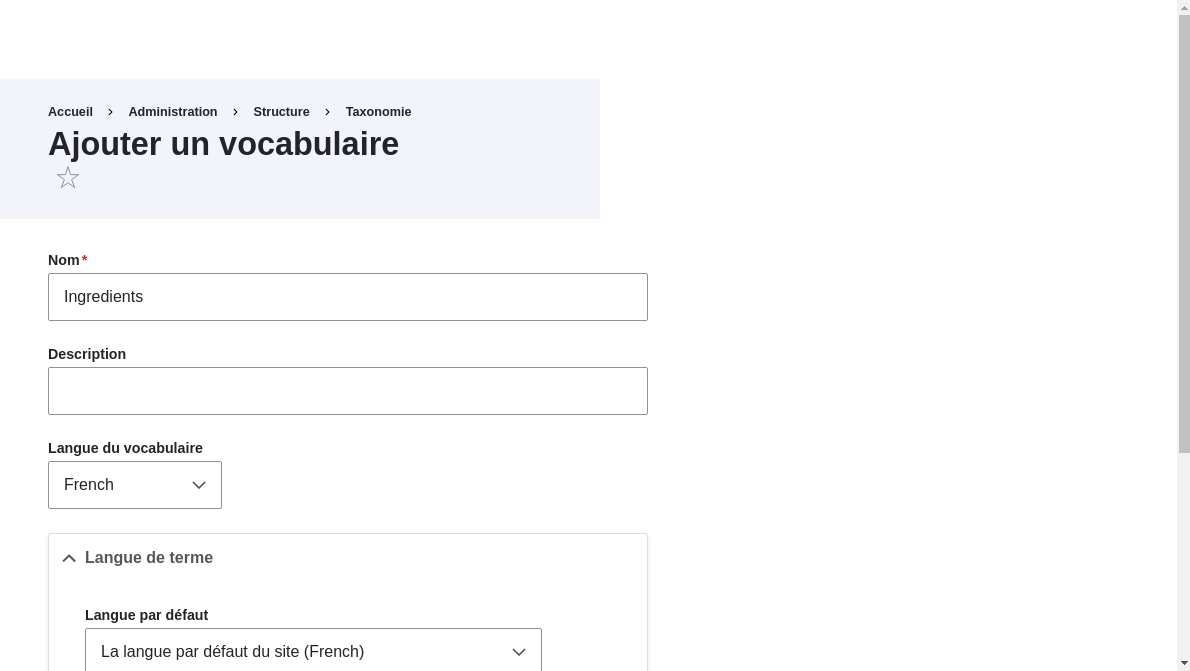 Accueil Administration Structure Taxonomie
Ajouter un vocabulaire
Nom*
Ingredients
Description
Langue du vocabulaire
French
Langue de terme
Langue par défaut
La langue par défaut du site (French)